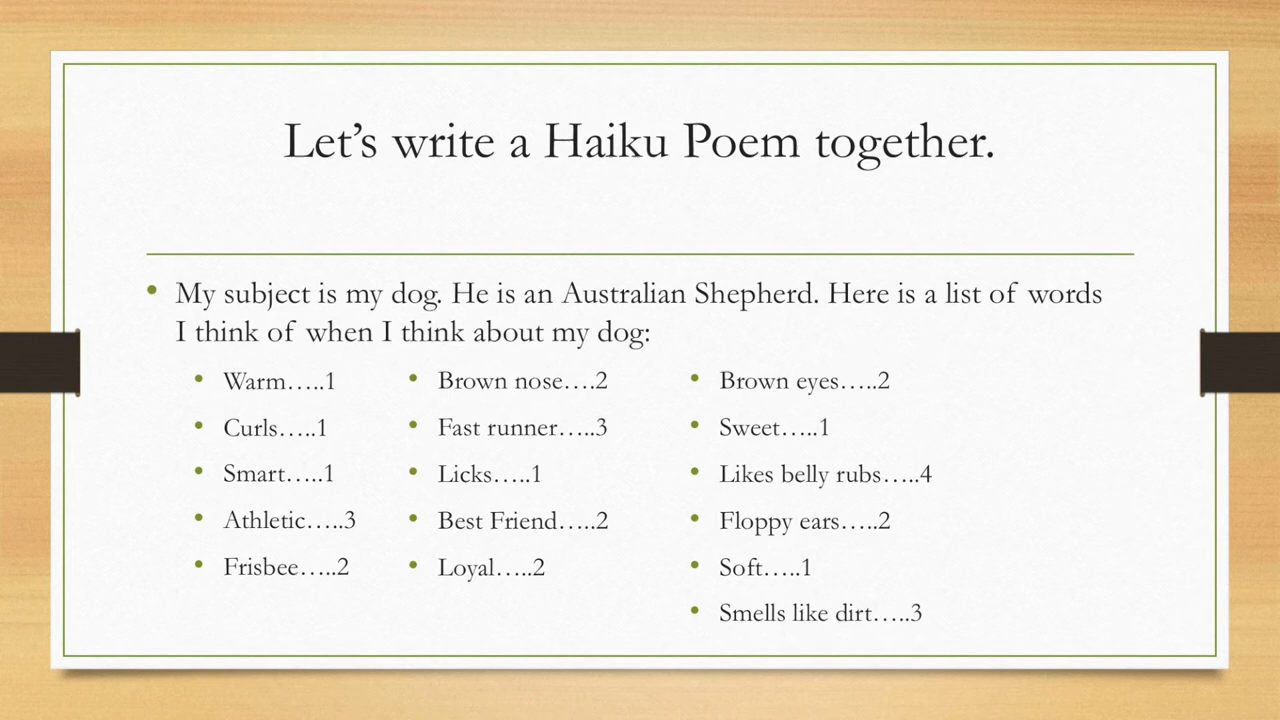 Let’s write a Haiku Poem together.
• My subject is my dog. He is an Australian Shepherd. Here is a list of words
I think of when I think about my dog:
• Warm…..1
• Curls…..1
• Smart…..1
• Athletic…..3
• Frisbee…..2
• Brown nose….2
• Fast runner…..3
• Licks…..1
• Best Friend…..2
• Loyal…..2
• Brown eyes…..2
• Sweet…..1
• Likes belly rubs…..4
• Floppy ears…..2
• Soft…..1
• Smells like dirt…..3